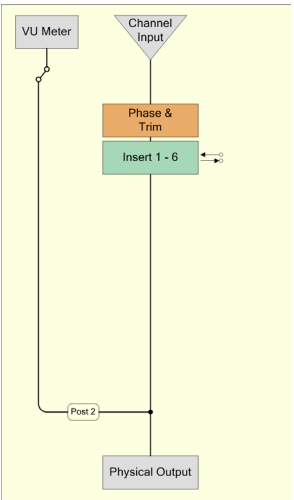 VU Meter
Channel
Input
Phase &
Trim
Insert 1 - 6
Post 2
Physical Output